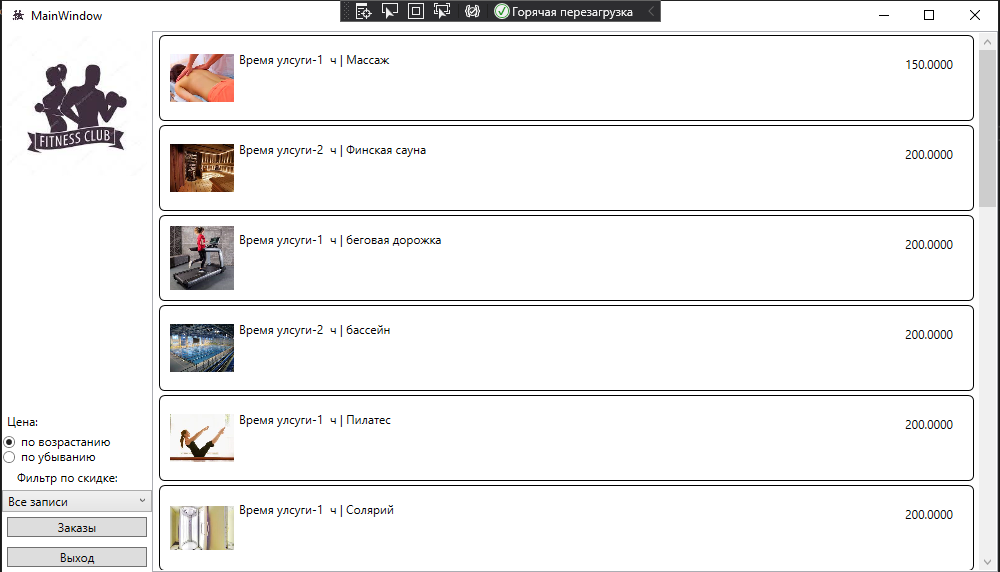 MainWindow
Горячая перезагрузка
FITNESS CLUB
Время улсуги-1 ч | Массаж
150.0000
Время улсуги-2 ч | Финская сауна
200.0000
Время улсуги-1 ч | беговая дорожка
200.0000
Время улсуги-2 ч | бассейн
200.0000
Время улсуги-1 ч | Пилатес
200.0000
Время улсуги-1 ч | Солярий
200.0000
Цена:
по возрастанию
по убыванию
Фильтр по скидке:
Все записи
Заказы
Выход